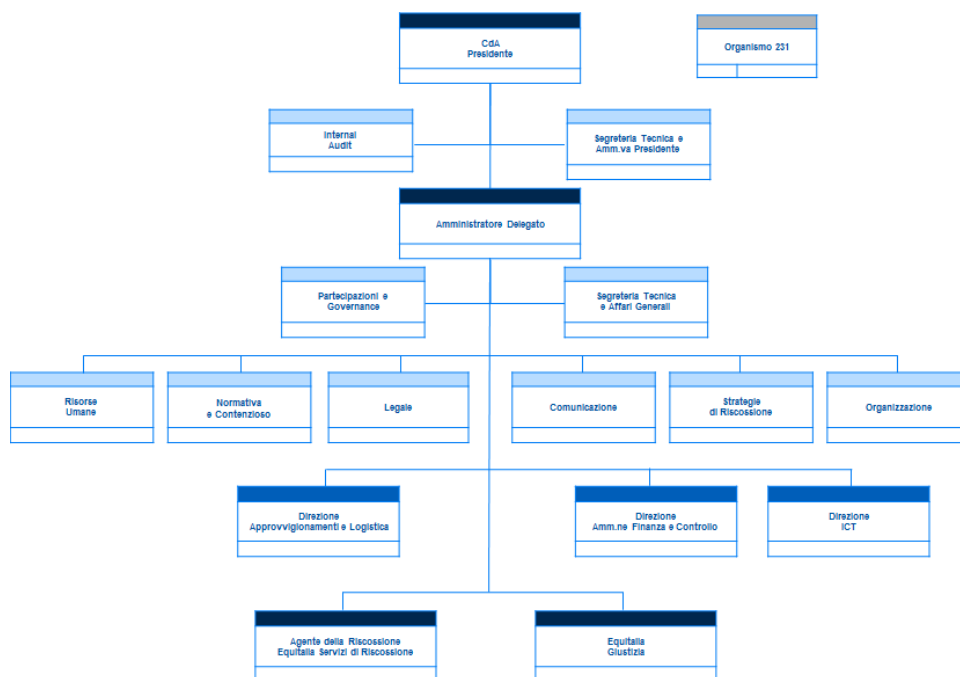 CdA
Presidente
Organismo 231
Internal
Audit
Segreteria Tecnica e
Amm.va Presidente
Amministratore Delegato
Partecipazioni e
Governance
Segreteria Tecnica
e Affari Generali
Risorse
Umane
Normativa
e Contenzioso
Legale
Comunicazione
Strategie
di Riscossione
Organizzazione
Direzione
Approvvigionamenti e Logistica
Direzione
Amm.ne Finanza e Controllo
Direzione
ICT
Agente della Riscossione
Equitalia Servizi di Riscossione
Equitalia
Giustizia